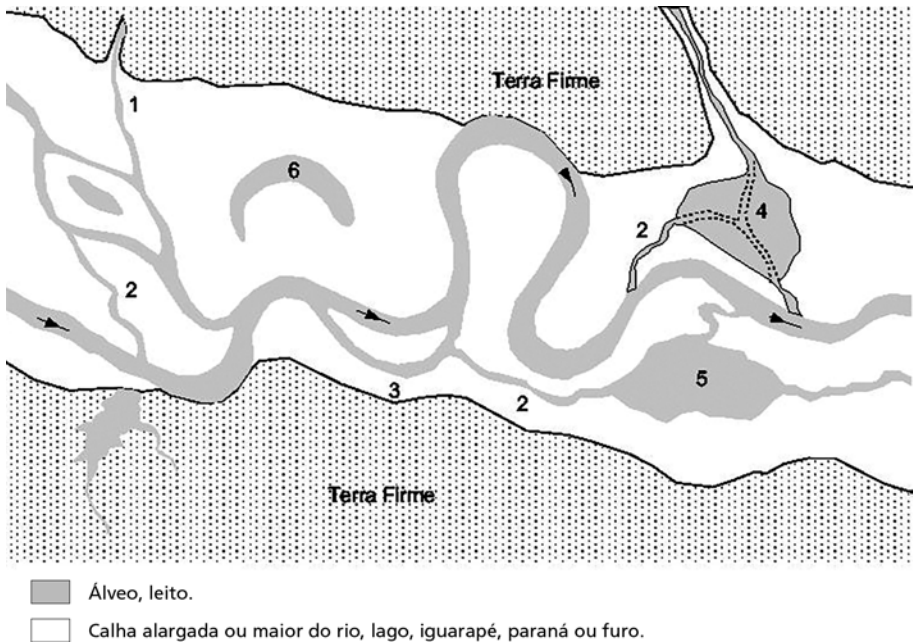 Terra Firme
1
6
4
2
2
5
3
2
Terra Firme
Álveo, leito.
Calha alargada ou maior do rio, lago, iguarapé, paraná ou furo.